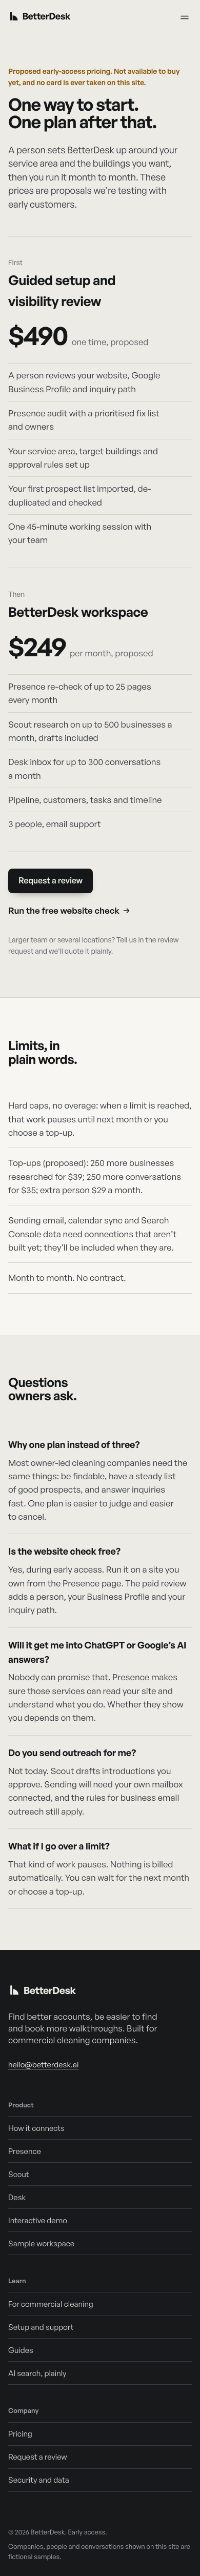 BetterDesk
Proposed early-access pricing. Not available to buy
yet, and no card is ever taken on this site.
One way to start.
One plan after that.
A person sets BetterDesk up around your
service area and the buildings you want,
then you run it month to month. These
prices are proposals we're testing with
early customers.
First
Guided setup and
visibility review
$490 one time, proposed
A person reviews your website, Google
Business Profile and inquiry path
Presence audit with a prioritised fix list
and owners
Your service area, target buildings and
approval rules set up
Your first prospect list imported, de-
duplicated and checked
One 45-minute working session with
your team
Then
BetterDesk workspace
$249 per month, proposed
Presence re-check of up to 25 pages
every month
Scout research on up to 500 businesses a
month, drafts included
Desk inbox for up to 300 conversations
a month
Pipeline, customers, tasks and timeline
3 people, email support
Request a review
Run the free website check →
Larger team or several locations? Tell us in the review
request and we'll quote it plainly.
Limits, in
plain words.
Hard caps, no overage: when a limit is reached,
that work pauses until next month or you
choose a top-up.
Top-ups (proposed): 250 more businesses
researched for $39; 250 more conversations
for $35; extra person $29 a month.
Sending email, calendar sync and Search
Console data need connections that aren't
built yet; they'll be included when they are.
Month to month. No contract.
Questions
owners ask.
Why one plan instead of three?
Most owner-led cleaning companies need the
same things: be findable, have a steady list
of good prospects, and answer inquiries
fast. One plan is easier to judge and easier
to cancel.
Is the website check free?
Yes, during early access. Run it on a site you
own from the Presence page. The paid review
adds a person, your Business Profile and your
inquiry path.
Will it get me into ChatGPT or Google's AI
answers?
Nobody can promise that. Presence makes
sure those services can read your site and
understand what you do. Whether they show
you depends on them.
Do you send outreach for me?
Not today. Scout drafts introductions you
approve. Sending will need your own mailbox
connected, and the rules for business email
outreach still apply.
What if I go over a limit?
That kind of work pauses. Nothing is billed
automatically. You can wait for the next month
or choose a top-up.
BetterDesk
Find better accounts, be easier to find
and book more walkthroughs. Built for
commercial cleaning companies.
hello@betterdesk.ai
Product
How it connects
Presence
Scout
Desk
Interactive demo
Sample workspace
Learn
For commercial cleaning
Setup and support
Guides
AI search, plainly
Company
Pricing
Request a review
Security and data
© 2026 BetterDesk. Early access.
Companies, people and conversations shown on this site are
fictional samples.